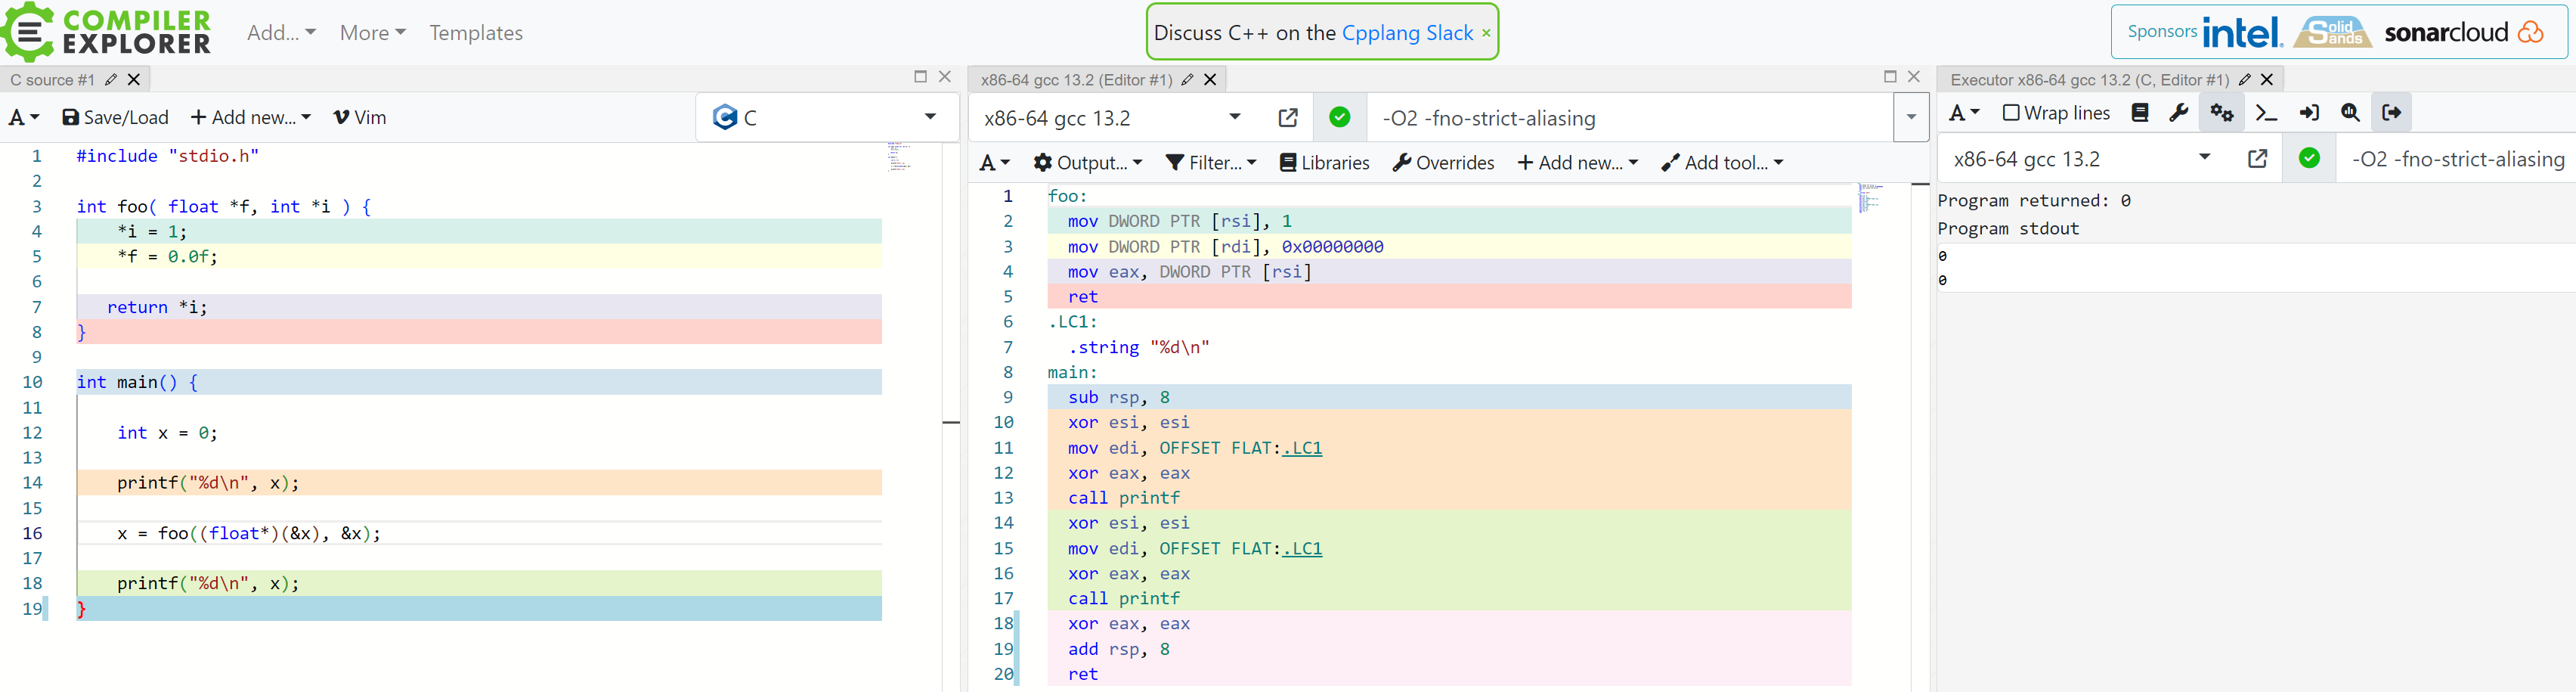 COMPILER
EXPLORER
Add...
More
Templates
Discuss C++ on the Cpplang Slack ×
Sponsors
intel.
Solid
Sands
sonarcloud
C source #1
A
Save/Load
+ Add new...
Vim
C
1 #include "stdio.h"
2
3 int foo( float *f, int *i ) {
4     *i = 1;
5     *f = 0.0f;
6
7    return *i;
8 }
9
10 int main() {
11
12     int x = 0;
13
14     printf("%d\n", x);
15
16     x = foo((float*)(&x), &x);
17
18     printf("%d\n", x);
19 }
x86-64 gcc 13.2 (Editor #1)
x86-64 gcc 13.2
-O2 -fno-strict-aliasing
A
Output...
Filter...
Libraries
Overrides
+ Add new...
Add tool...
1 foo:
2   mov DWORD PTR [rsi], 1
3   mov DWORD PTR [rdi], 0x00000000
4   mov eax, DWORD PTR [rsi]
5   ret
6 .LC1:
7   .string "%d\n"
8 main:
9   sub rsp, 8
10   xor esi, esi
11   mov edi, OFFSET FLAT:.LC1
12   xor eax, eax
13   call printf
14   xor esi, esi
15   mov edi, OFFSET FLAT:.LC1
16   xor eax, eax
17   call printf
18   xor eax, eax
19   add rsp, 8
20   ret
Executor x86-64 gcc 13.2 (C, Editor #1)
A
Wrap lines
x86-64 gcc 13.2
-O2 -fno-strict-aliasing
Program returned: 0
Program stdout
0
0